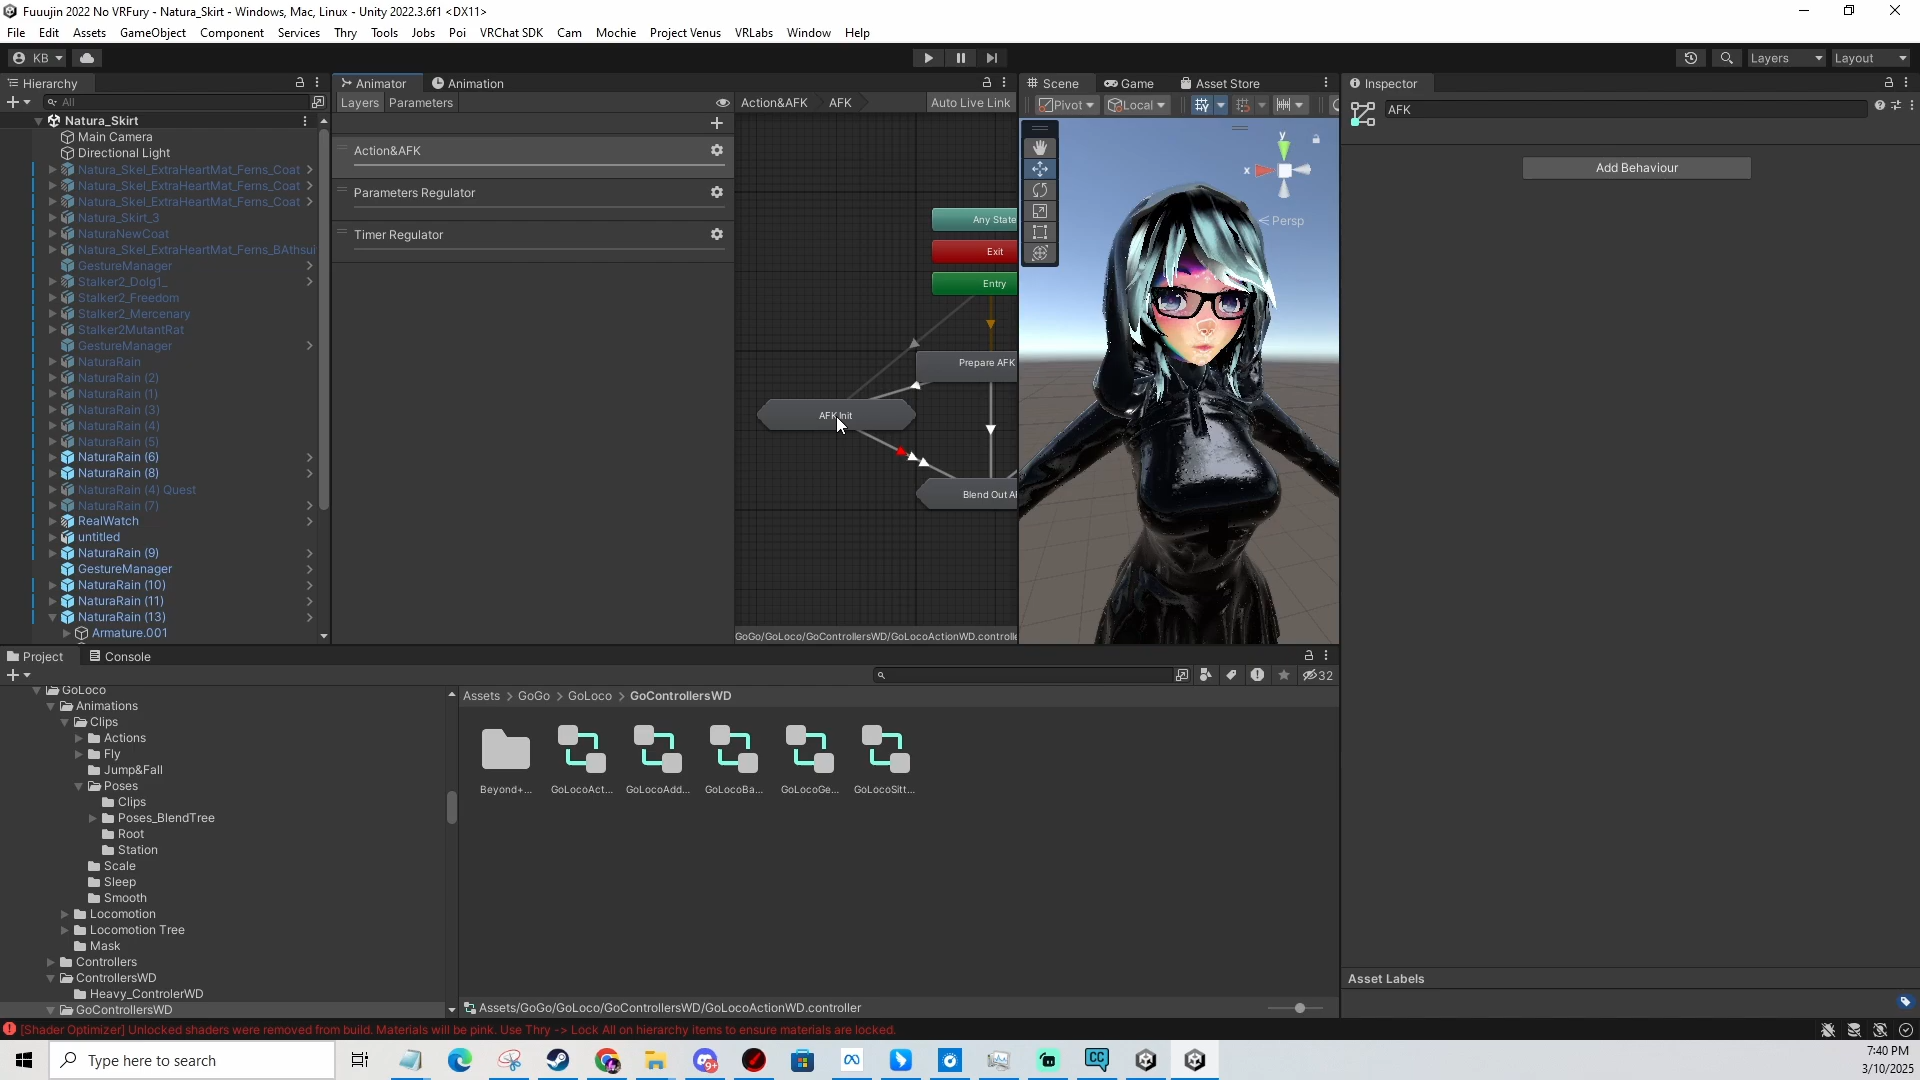 Fuuujin 2022 No VRFury - Natura_Skirt - Windows, Mac, Linux - Unity 2022.3.6f1 <DX11>
File Edit Assets GameObject Component Services Thry Tools Jobs Poi VRChat SDK Cam Mochie Project Venus VRLabs Window Help
KB Layers Layout
Hierarchy
All
Natura_Skirt
Main Camera
Directional Light
Natura_Skel_ExtraHeartMat_Ferns_Coat
Natura_Skel_ExtraHeartMat_Ferns_Coat
Natura_Skel_ExtraHeartMat_Ferns_Coat
Natura_Skirt_3
NaturaNewCoat
Natura_Skel_ExtraHeartMat_Ferns_BAthsui
GestureManager
Stalker2_Dolg1_
Stalker2_Freedom
Stalker2_Mercenary
Stalker2MutantRat
GestureManager
NaturaRain
NaturaRain (2)
NaturaRain (1)
NaturaRain (3)
NaturaRain (4)
NaturaRain (5)
NaturaRain (6)
NaturaRain (8)
NaturaRain (4) Quest
NaturaRain (7)
RealWatch
untitled
NaturaRain (9)
GestureManager
NaturaRain (10)
NaturaRain (11)
NaturaRain (13)
Armature.001
Animator Animation
Layers Parameters
Action&AFK AFK Auto Live Link
Action&AFK
Parameters Regulator
Timer Regulator
Any State
Exit
Entry
Prepare AFK
AFK Init
Blend Out AF
GoGo/GoLoco/GoControllersWD/GoLocoActionWD.controlle
Scene Game Asset Store
Pivot Local
y
x
Persp
Inspector
AFK
Add Behaviour
Asset Labels
Project Console
32
GoLoco
Animations
Clips
Actions
Fly
Jump&Fall
Poses
Clips
Poses_BlendTree
Root
Station
Scale
Sleep
Smooth
Locomotion
Locomotion Tree
Mask
Controllers
ControllersWD
Heavy_ControlerWD
GoControllersWD
Assets > GoGo > GoLoco > GoControllersWD
Beyond+... GoLocoAct... GoLocoAdd... GoLocoBa... GoLocoGe... GoLocoSitt...
Assets/GoGo/GoLoco/GoControllersWD/GoLocoActionWD.controller
[Shader Optimizer] Unlocked shaders were removed from build. Materials will be pink. Use Thry -> Lock All on hierarchy items to ensure materials are locked.
Type here to search
9+
CC
7:40 PM
3/10/2025